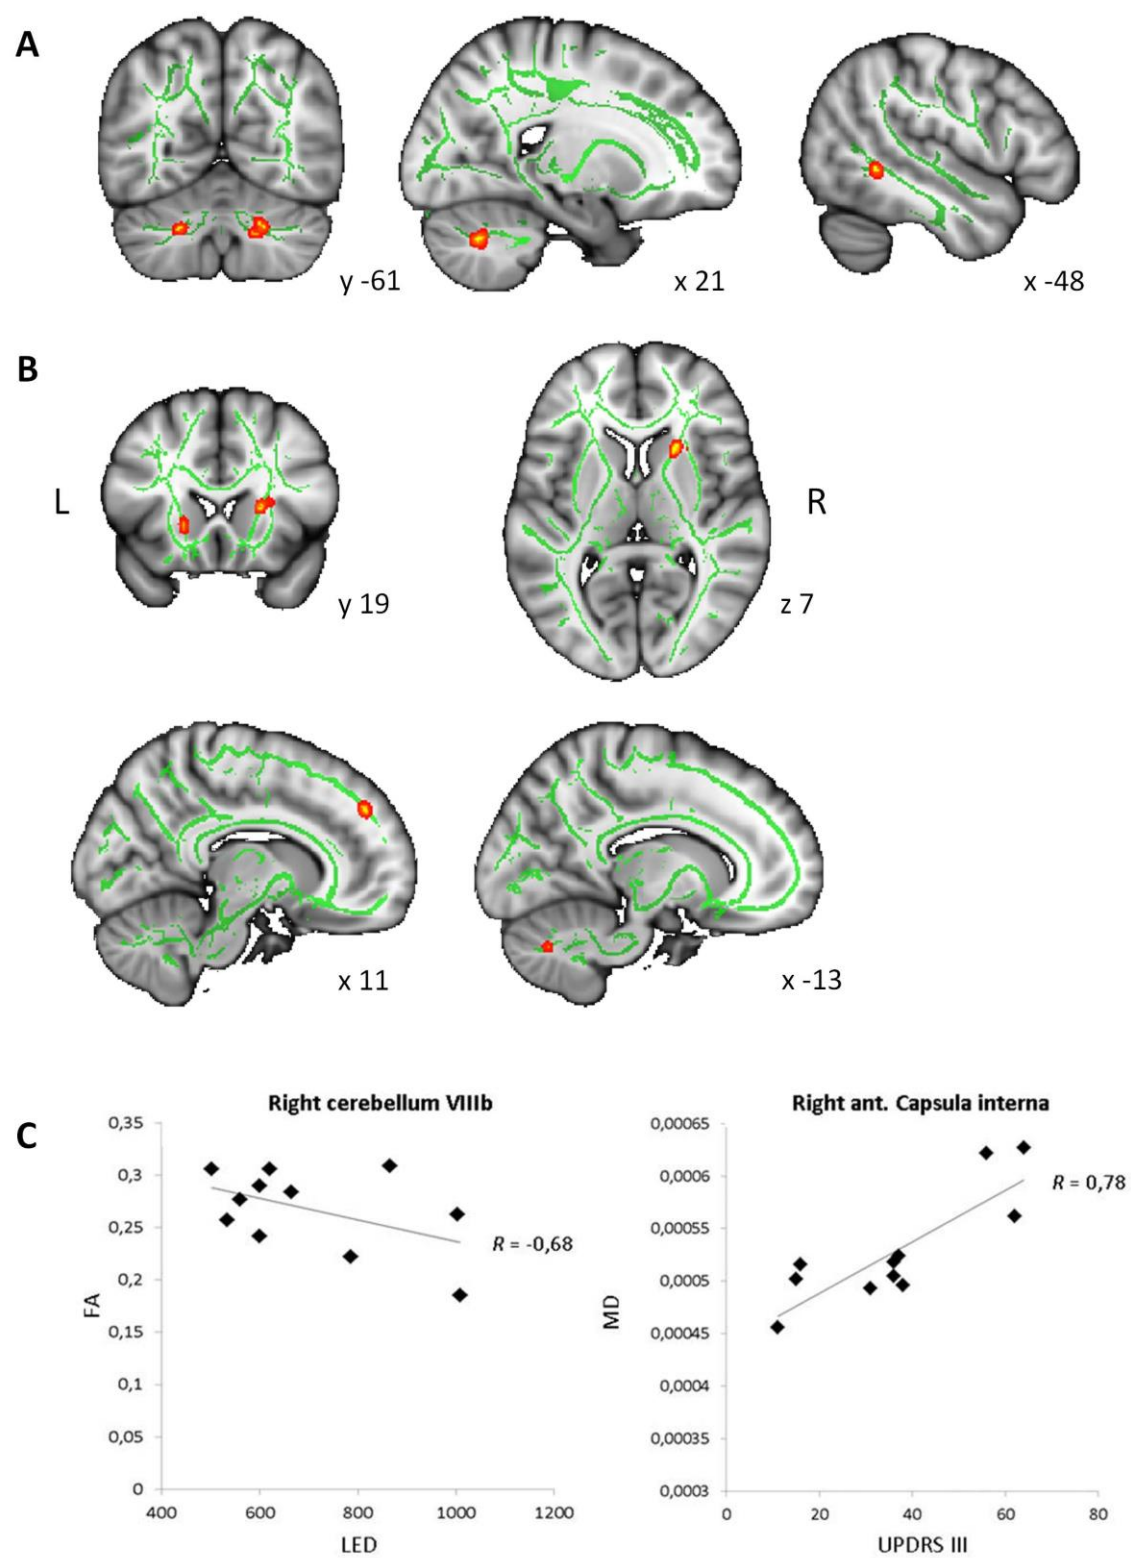 A
y -61
x 21
x -48
B
L
R
y 19
z 7
x 11
x -13
C
Right cerebellum VIIIb
0,35
0,3
0,25
0,2
0,15
0,1
0,05
0
FA
R = -0,68
400 600 800 1000 1200
LED
Right ant. Capsula interna
0,00065
0,0006
0,00055
0,0005
0,00045
0,0004
0,00035
0,0003
MD
R = 0,78
0 20 40 60 80
UPDRS III